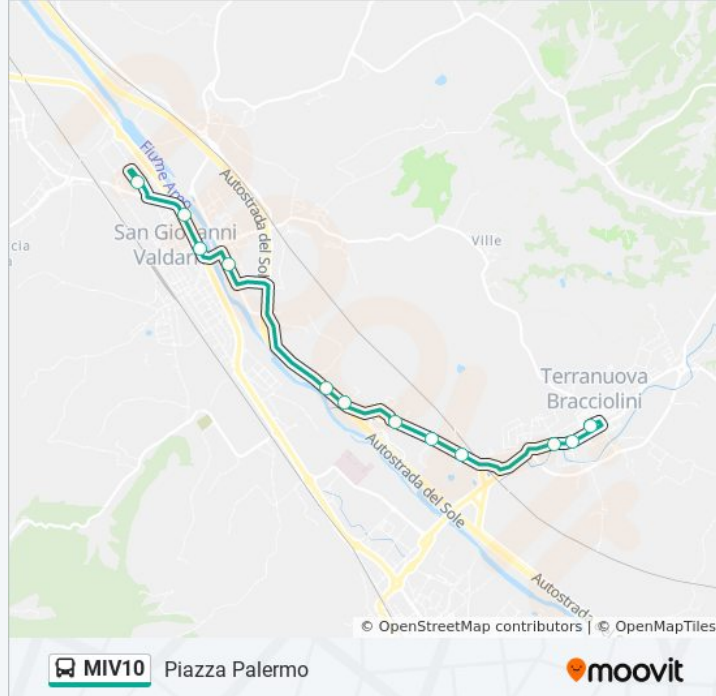 Fiume Arno
Autostrada del Sole
San Giovanni
Valdarno
Ville
Terranuova
Bracciolini
Autostrada del Sole
Autostrada del
© OpenStreetMap contributors | © OpenMapTiles
MIV10 Piazza Palermo
moovit